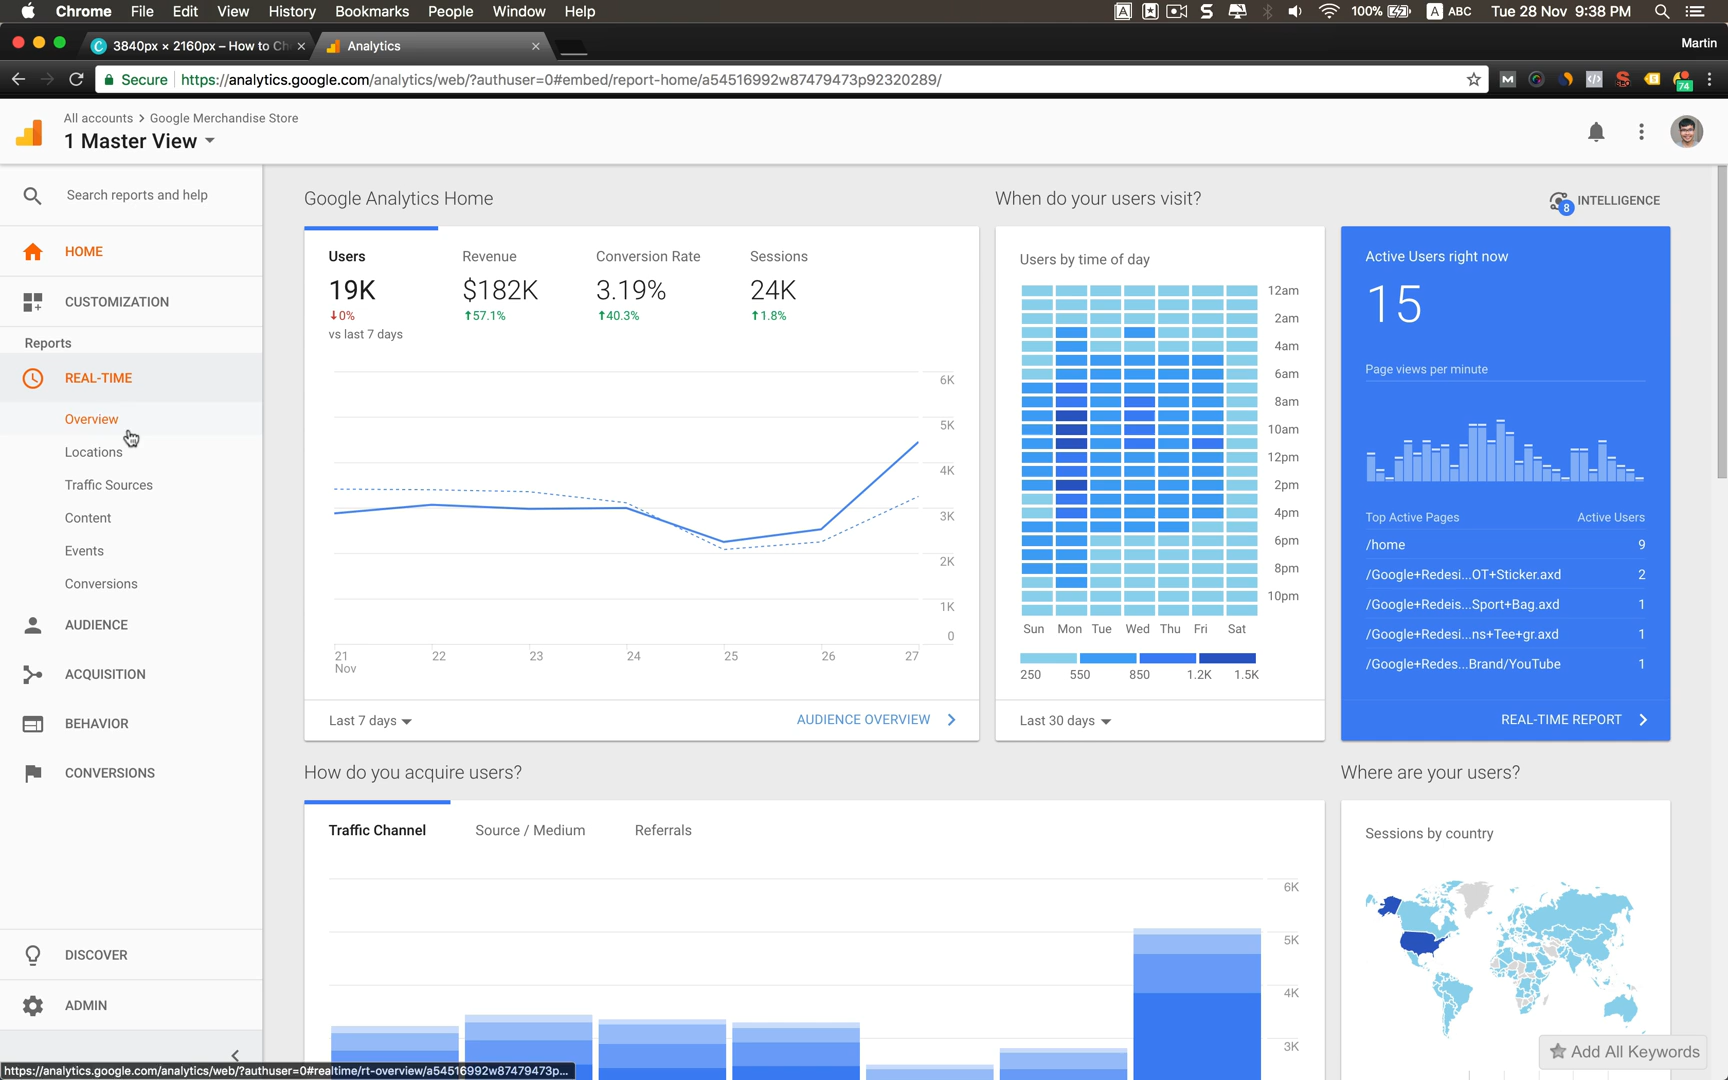 Chrome File Edit View History Bookmarks People Window Help 100% A ABC Tue 28 Nov 9:38 PM
3840px × 2160px – How to Ch Analytics Martin
Secure https://analytics.google.com/analytics/web/?authuser=0#embed/report-home/a54516992w87479473p92320289/
74
All accounts > Google Merchandise Store
1 Master View
Search reports and help
HOME
CUSTOMIZATION
Reports
REAL-TIME
Overview
Locations
Traffic Sources
Content
Events
Conversions
AUDIENCE
ACQUISITION
BEHAVIOR
CONVERSIONS
DISCOVER
ADMIN
https://analytics.google.com/analytics/web/?authuser=0#realtime/rt-overview/a54516992w87479473p...
Google Analytics Home
Users Revenue Conversion Rate Sessions
19K $182K 3.19% 24K
0% 57.1% 40.3% 1.8%
vs last 7 days
6K
5K
4K
3K
2K
1K
0
21 22 23 24 25 26 27
Nov
Last 7 days AUDIENCE OVERVIEW
When do your users visit?
Users by time of day
12am
2am
4am
6am
8am
10am
12pm
2pm
4pm
6pm
8pm
10pm
Sun Mon Tue Wed Thu Fri Sat
250 550 850 1.2K 1.5K
Last 30 days
8 INTELLIGENCE
Active Users right now
15
Page views per minute
Top Active Pages Active Users
/home 9
/Google+Redesi...OT+Sticker.axd 2
/Google+Redeis...Sport+Bag.axd 1
/Google+Redesi...ns+Tee+gr.axd 1
/Google+Redes...Brand/YouTube 1
REAL-TIME REPORT
How do you acquire users?
Traffic Channel Source / Medium Referrals
6K
5K
4K
3K
Where are your users?
Sessions by country
Add All Keywords